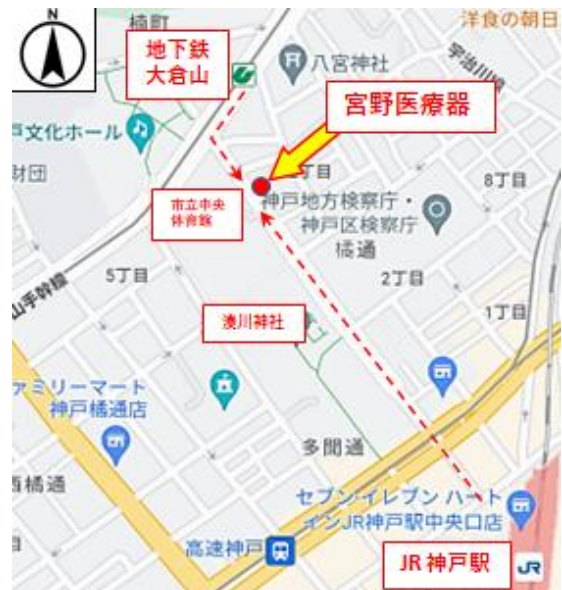 N
楠町
地下鉄
大倉山
洋食の朝日
八宮神社
宇治川線
宮野医療器
戸文化ホール
財団
丁目
市立中央
体育館
神戸地方検察庁・
神戸区検察庁
橘通
8丁目
山手幹線
5丁目
2丁目
1丁目
湊川神社
ァミリーマート
神戸橘通店
多聞通
西橘通
セブン-イレブン ハート
インJR神戸駅中央口店
高速神戸
JR 神戸駅
JR